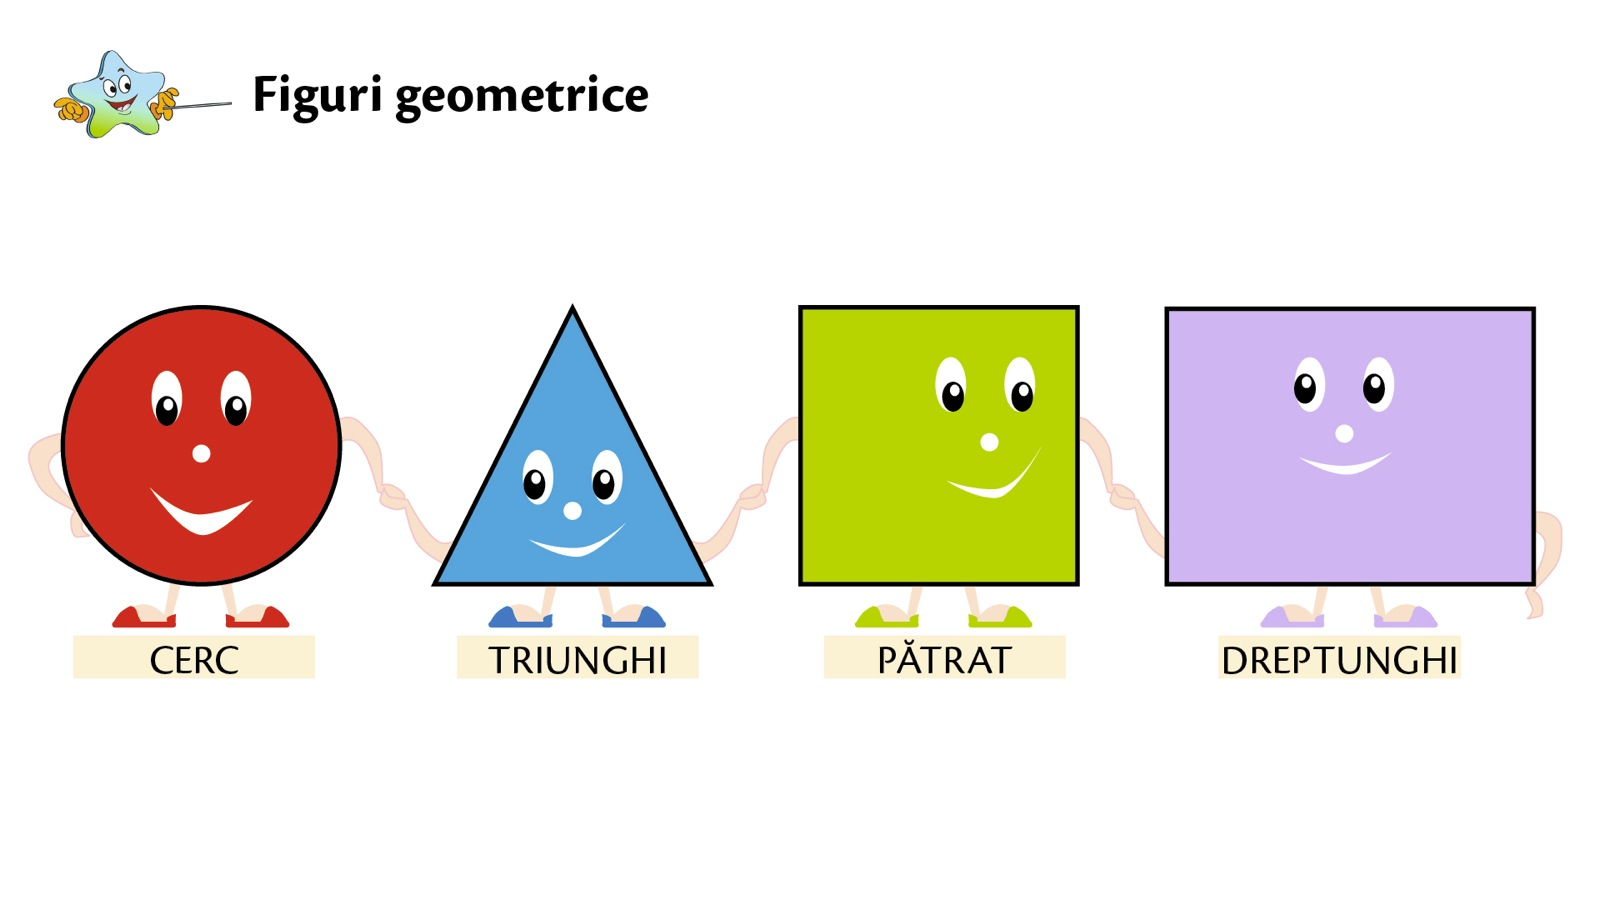 Figuri geometrice
CERC
TRIUNGHI
PĂTRAT
DREPTUNGHI